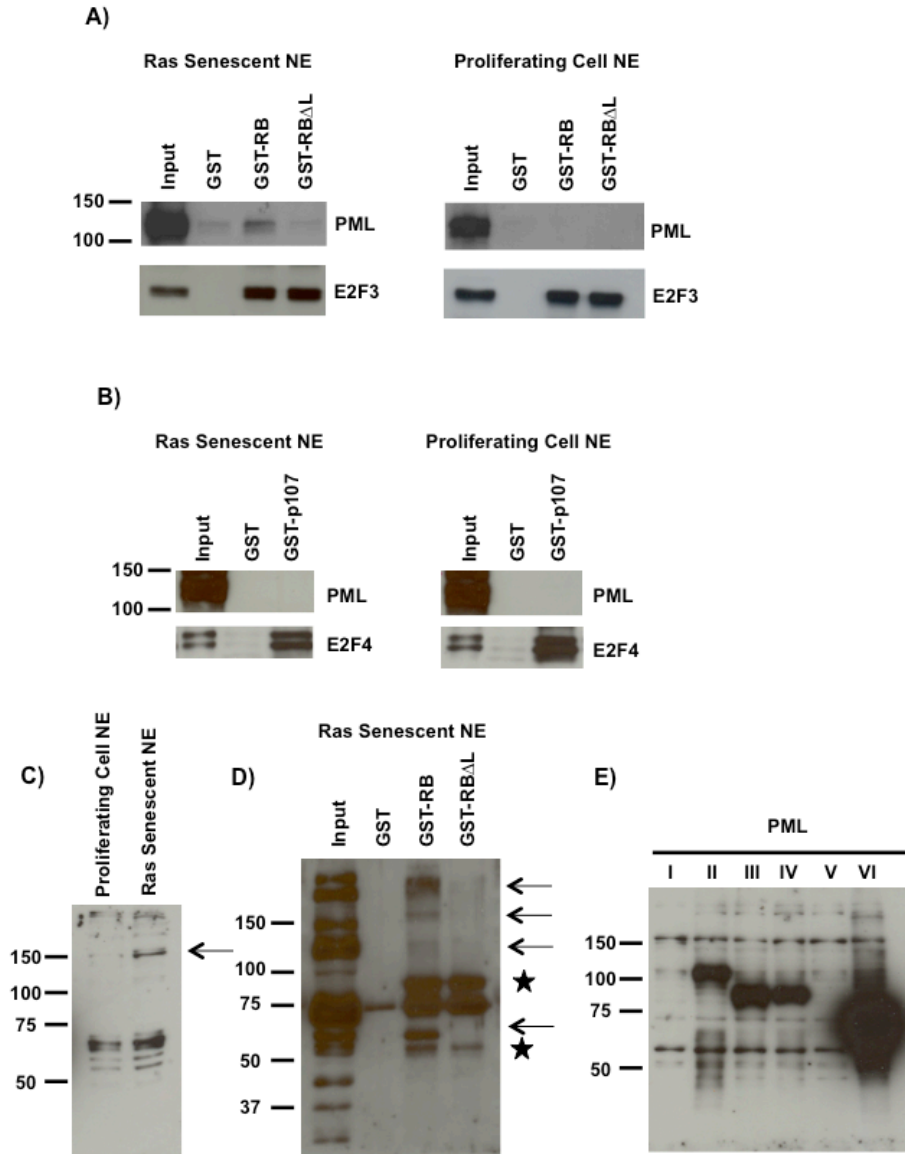 A)
Ras Senescent NE
Proliferating Cell NE
Input
GST
GST-RB
GST-RBΔL
Input
GST
GST-RB
GST-RBΔL
150
100
PML
PML
E2F3
E2F3
B)
Ras Senescent NE
Proliferating Cell NE
Input
GST
GST-p107
Input
GST
GST-p107
150
100
PML
PML
E2F4
E2F4
C)
Proliferating Cell NE
Ras Senescent NE
150
100
75
50
D)
Ras Senescent NE
Input
GST
GST-RB
GST-RBΔL
150
100
75
50
37
E)
PML
I II III IV V VI
150
100
75
50